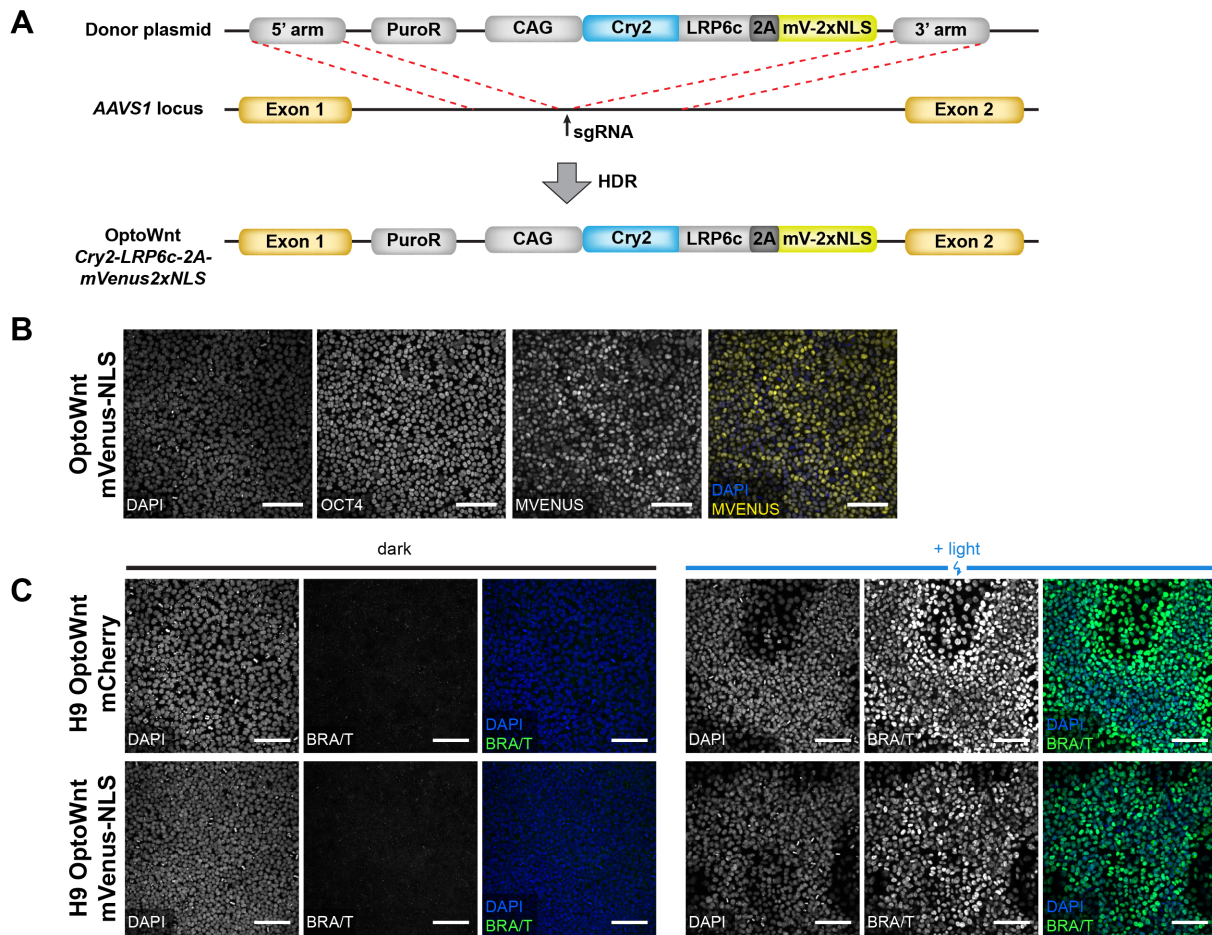 A
Donor plasmid
5’ arm PuroR CAG Cry2 LRP6c 2A mV-2xNLS 3’ arm
AAVS1 locus
Exon 1 Exon 2
sgRNA
HDR
OptoWnt
Cry2-LRP6c-2A-
mVenus2xNLS
Exon 1 PuroR CAG Cry2 LRP6c 2A mV-2xNLS Exon 2
B
OptoWnt
mVenus-NLS
DAPI
OCT4
MVENUS
DAPI
MVENUS
dark
+ light
C
H9 OptoWnt
mCherry
DAPI
BRA/T
DAPI
BRA/T
DAPI
BRA/T
DAPI
BRA/T
H9 OptoWnt
mVenus-NLS
DAPI
BRA/T
DAPI
BRA/T
DAPI
BRA/T
DAPI
BRA/T